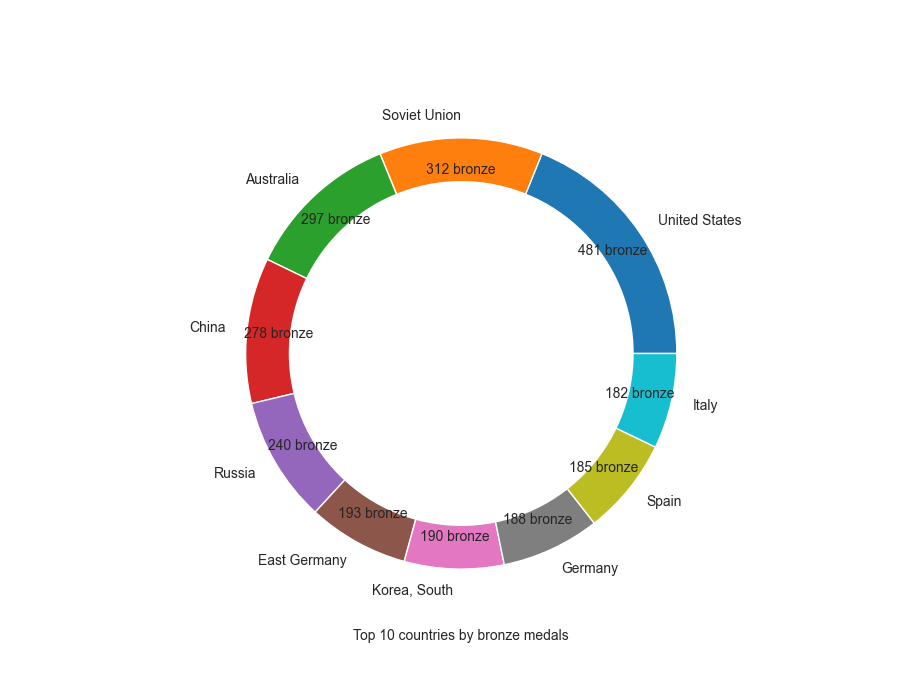 Soviet Union
312 bronze
Australia
297 bronze
United States
481 bronze
China
278 bronze
Italy
182 bronze
Russia
240 bronze
Spain
185 bronze
East Germany
193 bronze
Korea, South
190 bronze
Germany
188 bronze
Top 10 countries by bronze medals